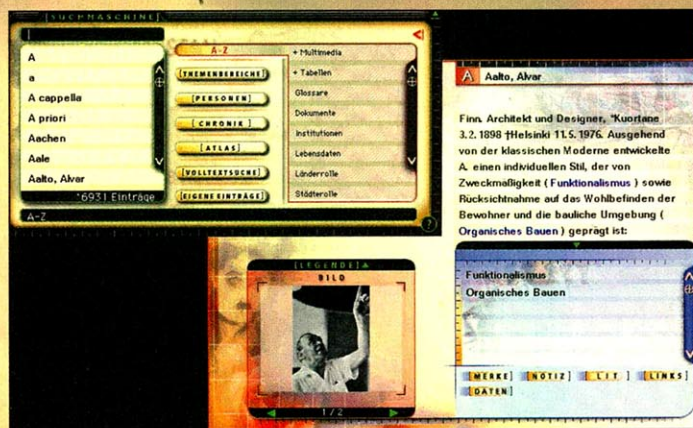 [SUCHMASCHINE]
A
a
A cappella
A priori
Aachen
Aale
Aalto, Alvar
*6931 Einträge
A-Z
A-Z
[THEMENBEREICHE]
[PERSONEN]
[CHRONIK]
[ATLAS]
[VOLLTEXTSUCHE]
[EIGENE EINTRÄGE]
+ Multimedia
+ Tabellen
Glossare
Dokumente
Institutionen
Lebensdaten
Länderrolle
Städterolle
?
A Aalto, Alvar
Finn. Architekt und Designer, *Kuortane
3.2.1898 †Helsinki 11.5.1976. Ausgehend
von der klassischen Moderne entwickelte
A. einen individuellen Stil, der von
Zweckmäßigkeit ( Funktionalismus ) sowie
Rücksichtnahme auf das Wohlbefinden der
Bewohner und die bauliche Umgebung (
Organisches Bauen ) geprägt ist:
Funktionalismus
Organisches Bauen
[MERKE] [NOTIZ] [LIT.] [LINKS]
[DATEN]
[LEGENDE]
BILD
1/2